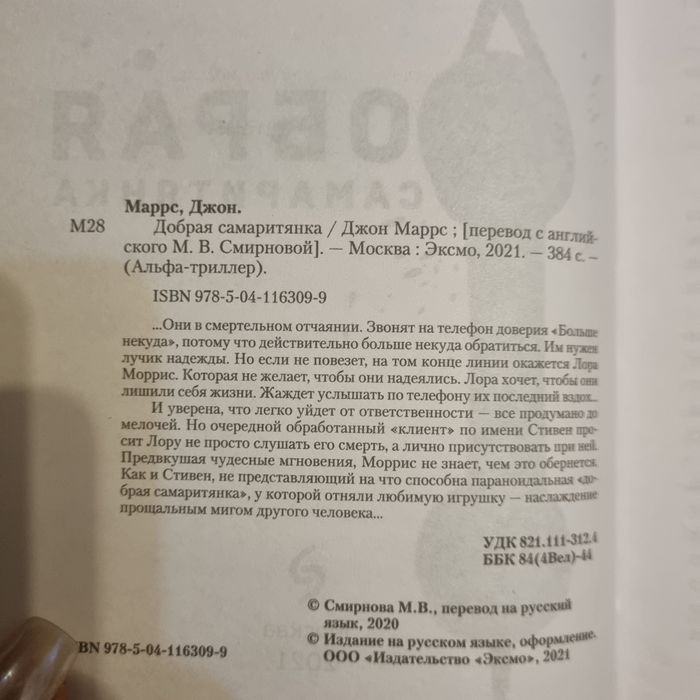 Маррс, Джон.
М28 Добрая самаритянка / Джон Маррс ; [перевод с англий-
ского М. В. Смирновой]. — Москва : Эксмо, 2021. — 384 с. —
(Альфа-триллер).
ISBN 978-5-04-116309-9
...Они в смертельном отчаянии. Звонят на телефон доверия «Больше
некуда», потому что действительно больше некуда обратиться. Им нужен
лучик надежды. Но если не повезет, на том конце линии окажется Лора
Моррис. Которая не желает, чтобы они надеялись. Лора хочет, чтобы они
лишили себя жизни. Жаждет услышать по телефону их последний вздох...
И уверена, что легко уйдет от ответственности — все продумано до
мелочей. Но очередной обработанный «клиент» по имени Стивен про-
сит Лору не просто слушать его смерть, а лично присутствовать при ней.
Предвкушая чудесные мгновения, Моррис не знает, чем это обернется.
Как и Стивен, не представляющий на что способна параноидальная «до-
брая самаритянка», у которой отняли любимую игрушку — наслаждение
прощальным мигом другого человека...
УДК 821.111-312.4
ББК 84(4Вел)-44
© Смирнова М.В., перевод на русский
язык, 2020
© Издание на русском языке, оформление.
ООО «Издательство «Эксмо», 2021
BN 978-5-04-116309-9
ОБРАЯ
САМАРИТЯНКА
2021